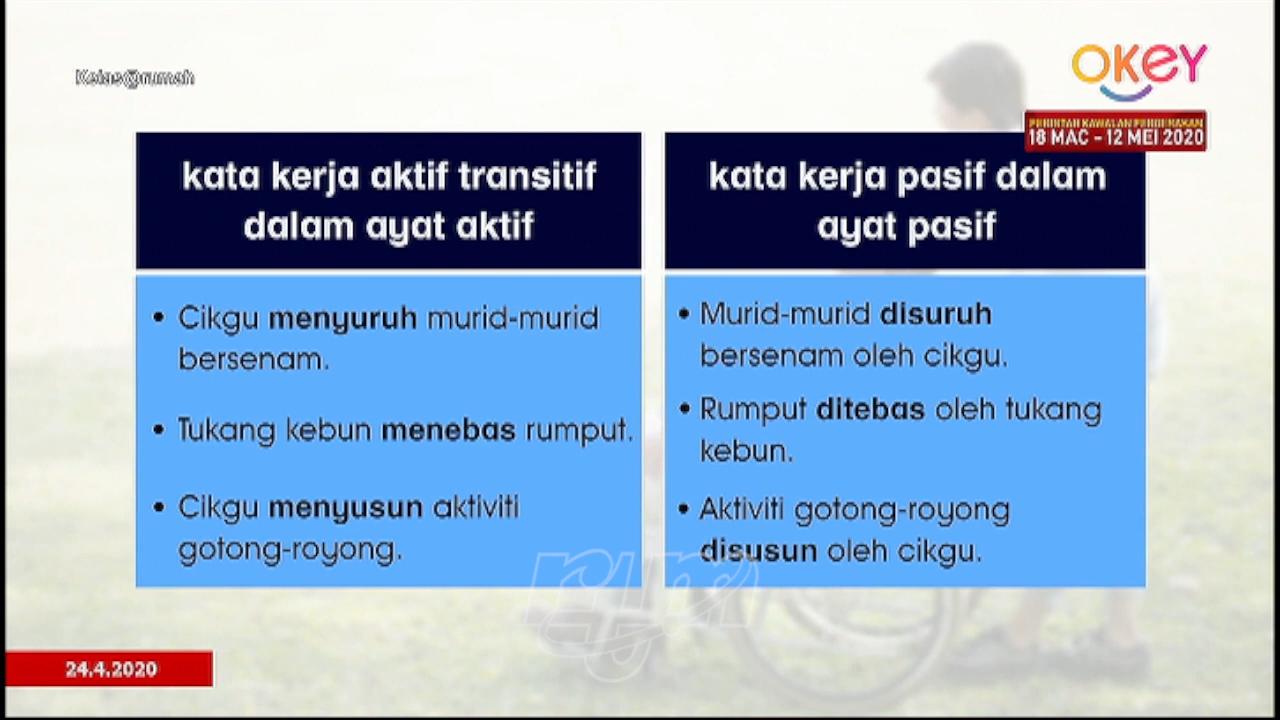 Kelas@rumah
OKEY
PERINTAH KAWALAN PERGERAKAN
18 MAC - 12 MEI 2020
kata kerja aktif transitif
dalam ayat aktif
• Cikgu menyuruh murid-murid
bersenam.
• Tukang kebun menebas rumput.
• Cikgu menyusun aktiviti
gotong-royong.
kata kerja pasif dalam
ayat pasif
• Murid-murid disuruh
bersenam oleh cikgu.
• Rumput ditebas oleh tukang
kebun.
• Aktiviti gotong-royong
disusun oleh cikgu.
rtm
24.4.2020